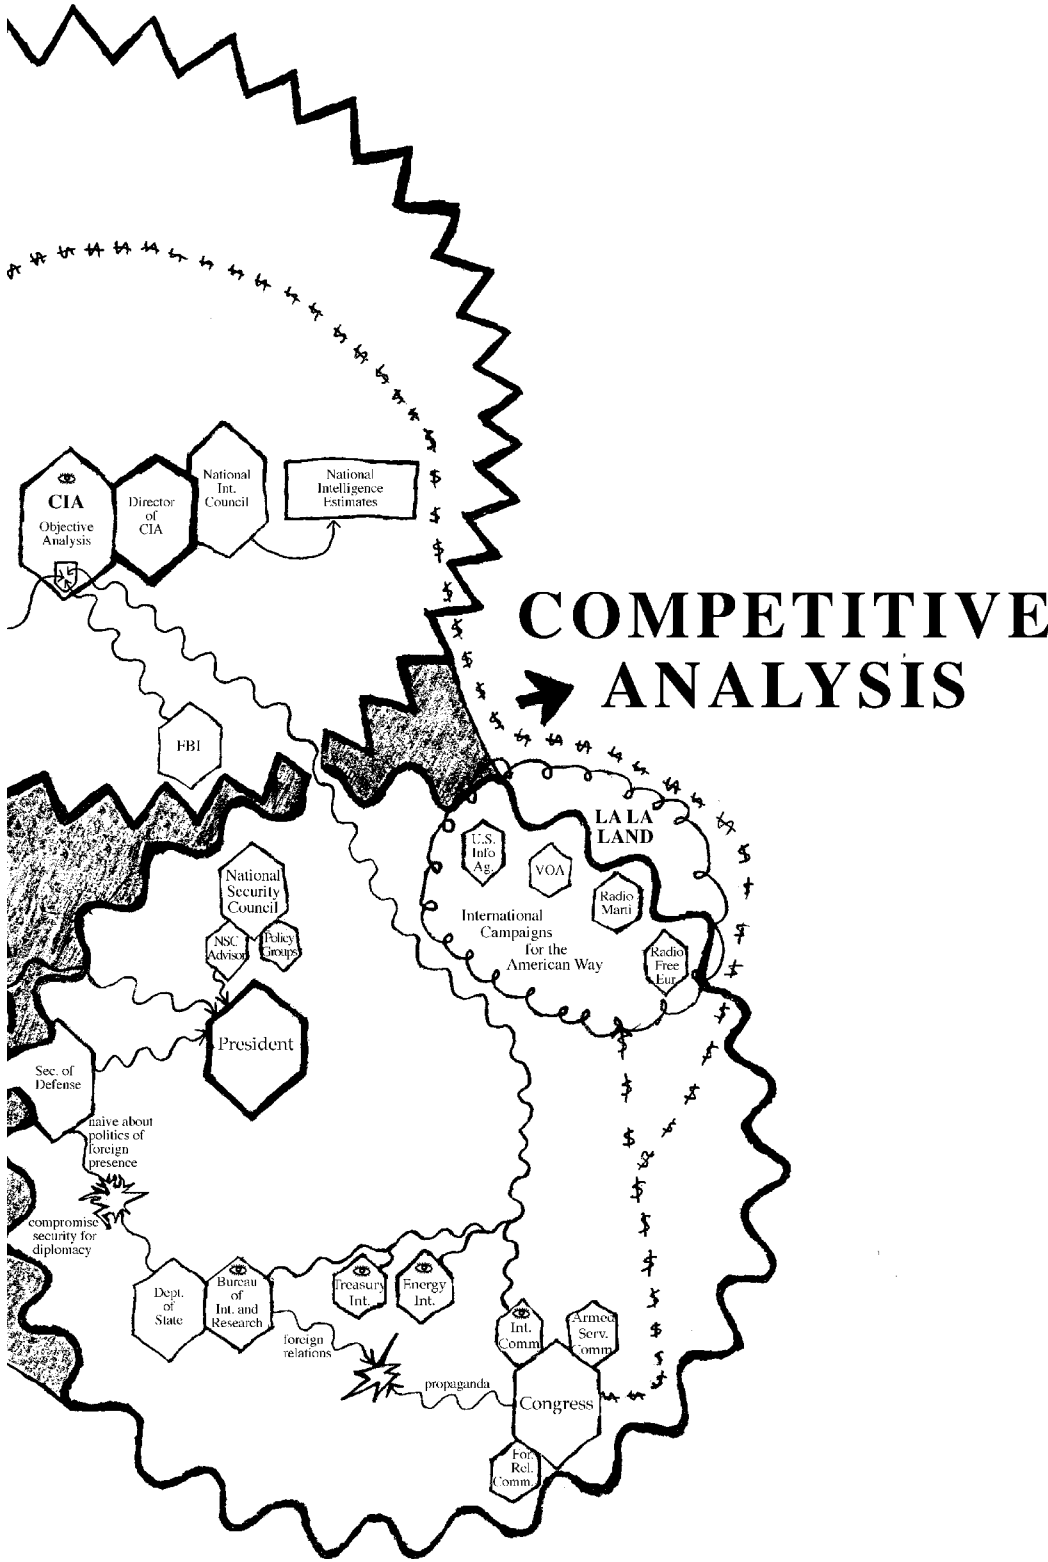 National
Int.
Council
CIA
Objective
Analysis
Director
of
CIA
National
Intelligence
Estimates
COMPETITIVE
ANALYSIS
FBI
LA LA
LAND
U.S.
Info
Ag.
VOA
Radio
Marti
Radio
Free
Eur.
International
Campaigns
for the
American Way
National
Security
Council
NSC
Advisor
Policy
Groups
President
Sec. of
Defense
naive about
politics of
foreign
presence
compromise
security for
diplomacy
Dept.
of
State
Bureau
of
Int. and
Research
Treasury
Int.
Energy
Int.
foreign
relations
propaganda
Int.
Comm.
Armed
Serv.
Comm.
Congress
For.
Rel.
Comm.